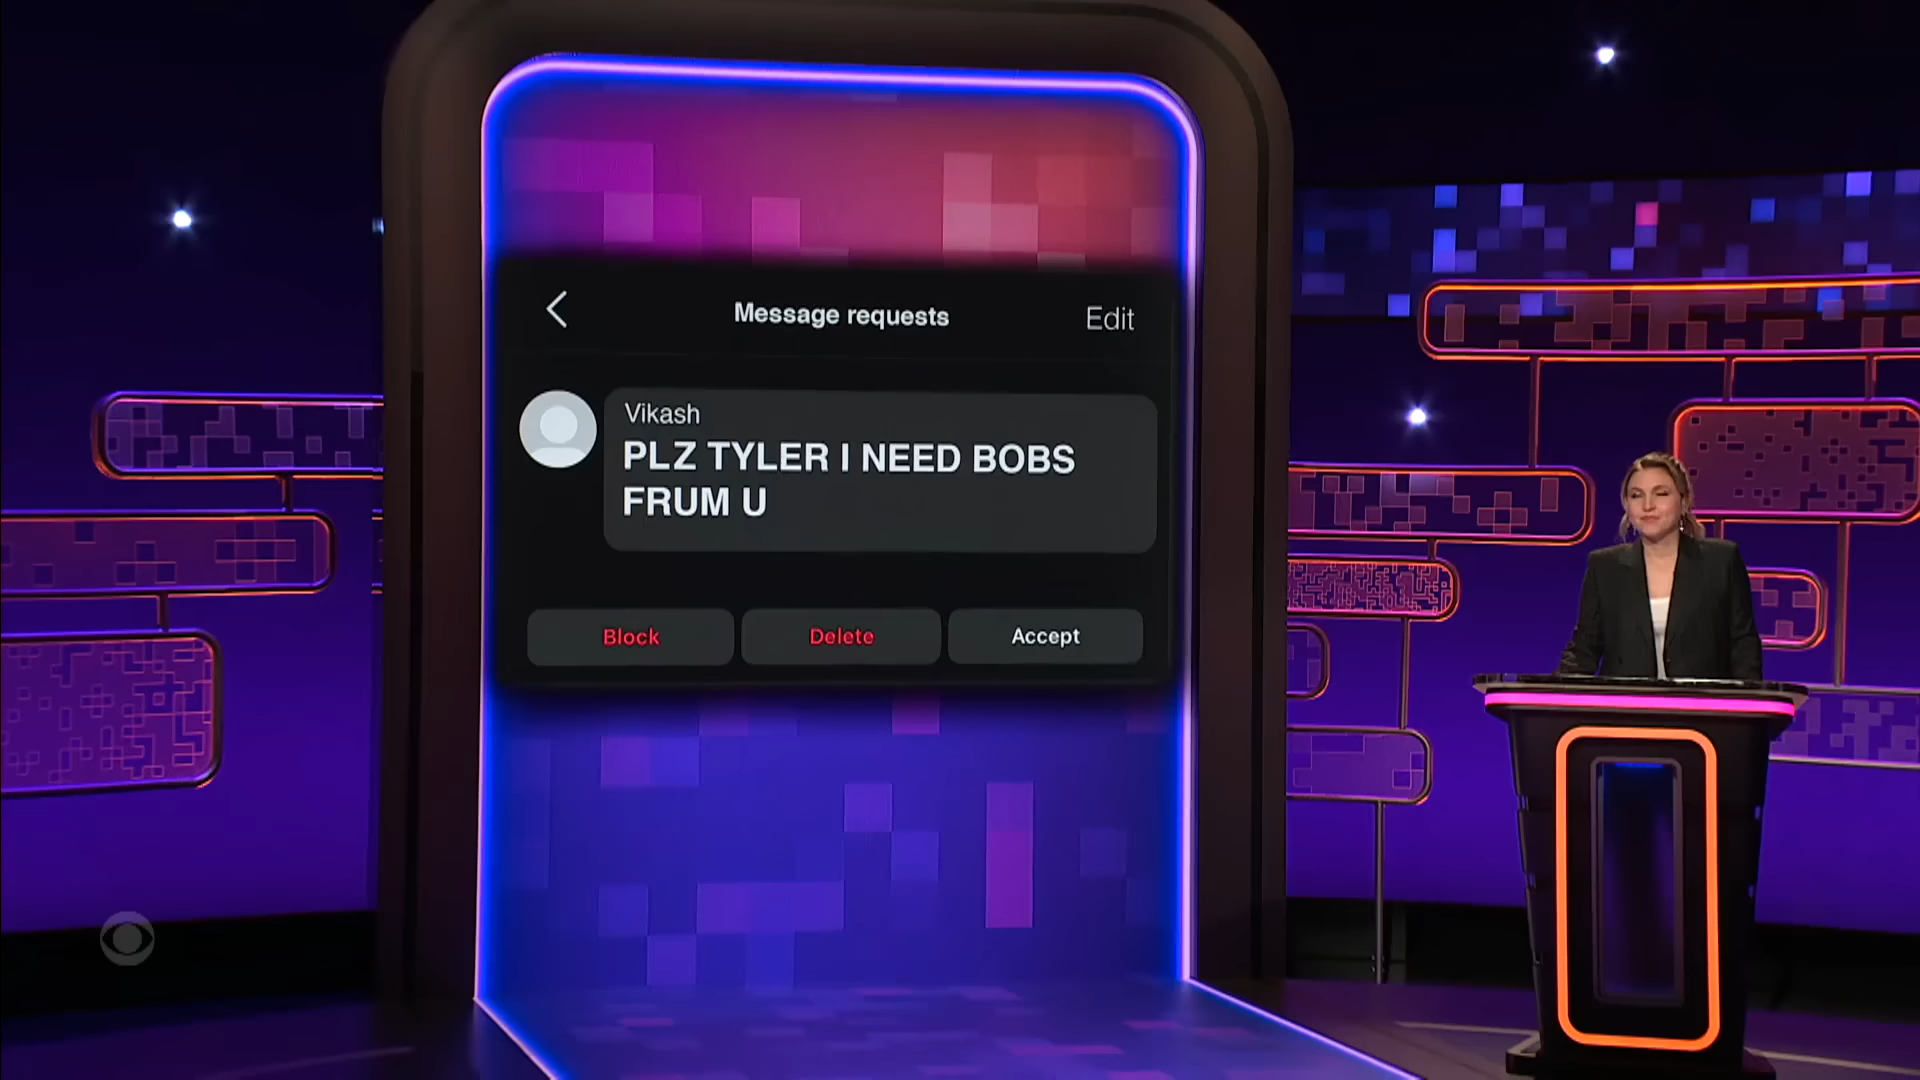 Message requests
Edit
Vikash
PLZ TYLER I NEED BOBS
FRUM U
Block
Delete
Accept